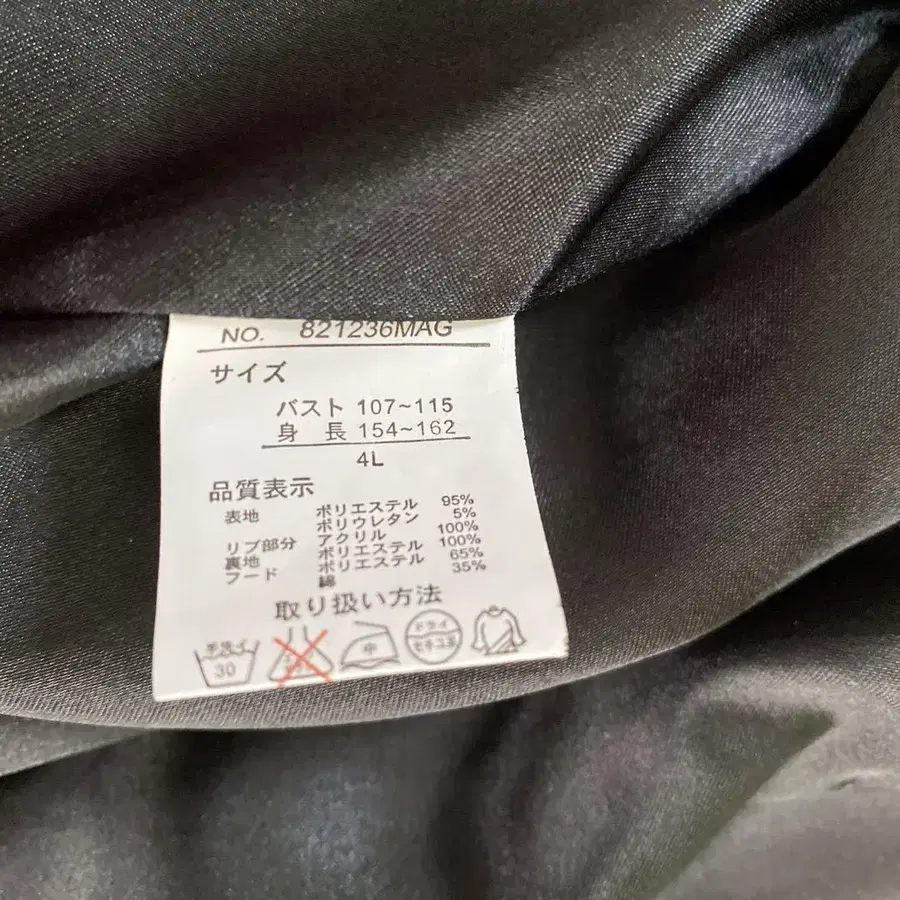 NO. 821236MAG
サイズ
バスト 107~115
身 長 154~162
4L
品質表示
表地 ポリエステル 95%
ポリウレタン 5%
リブ部分 アクリル 100%
裏地 ポリエステル 100%
フード ポリエステル 65%
綿 35%
取り扱い方法
手洗イ
30
中
ドライ
セキユ系